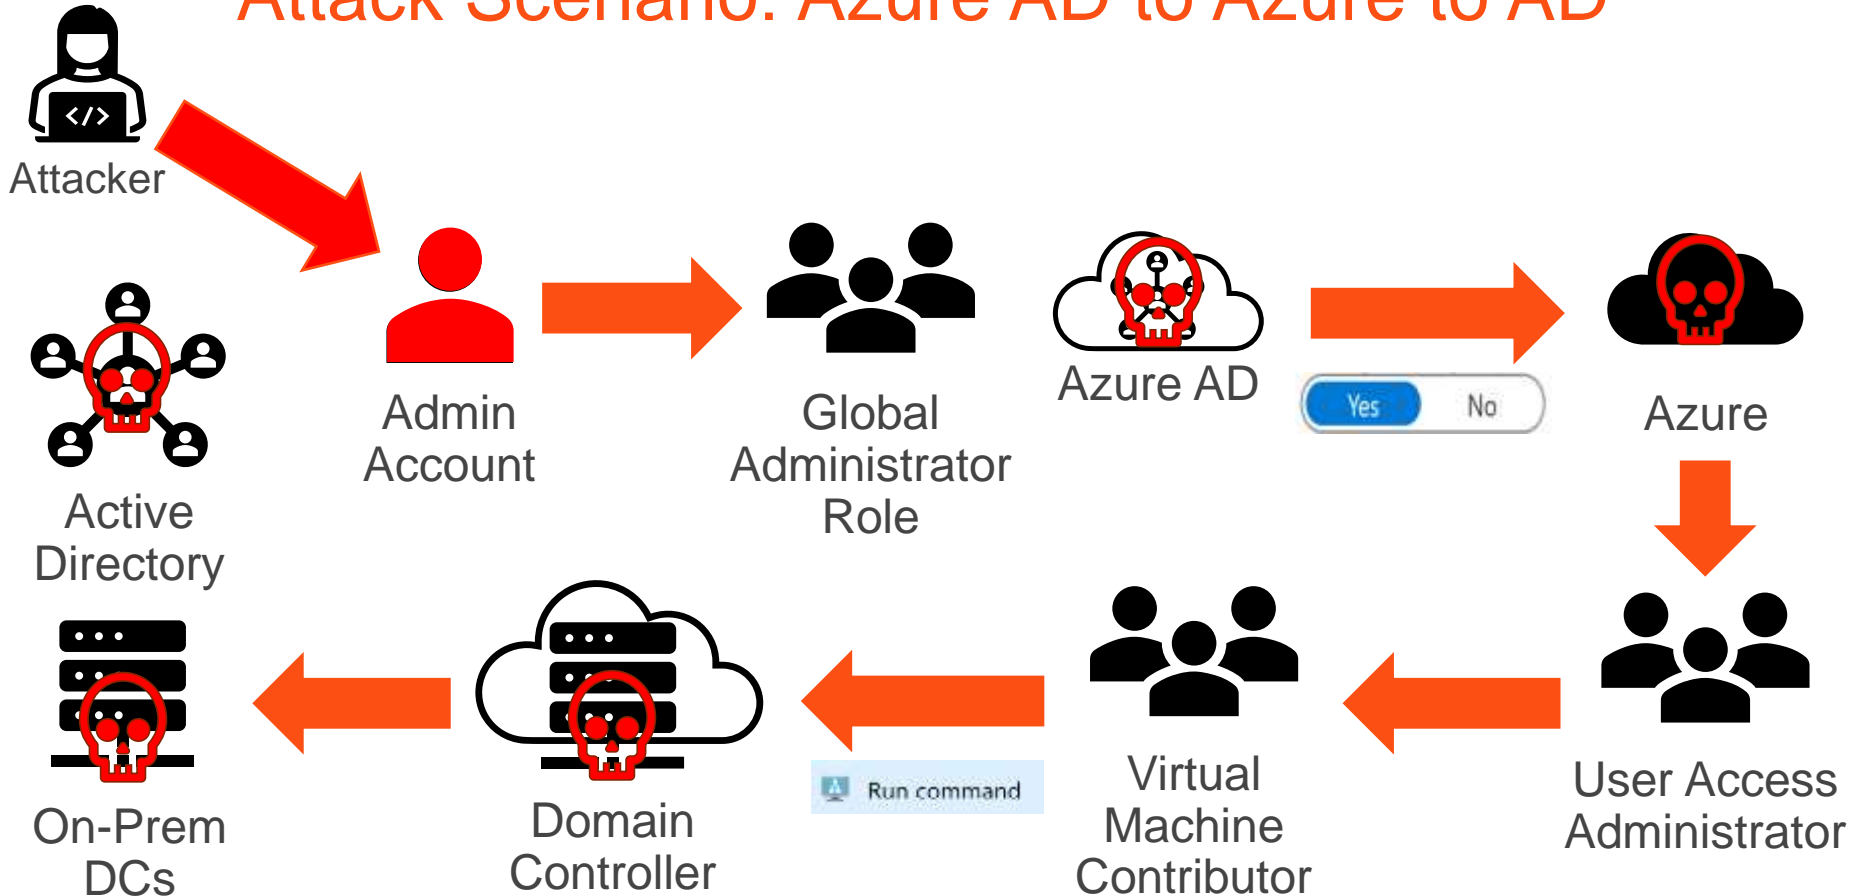 Attack Scenario: Azure AD to Azure to AD
</>
Attacker
Admin
Account
Global
Administrator
Role
Azure AD
Yes No
Azure
Active
Directory
On-Prem
DCs
Domain
Controller
Run command
Virtual
Machine
Contributor
User Access
Administrator